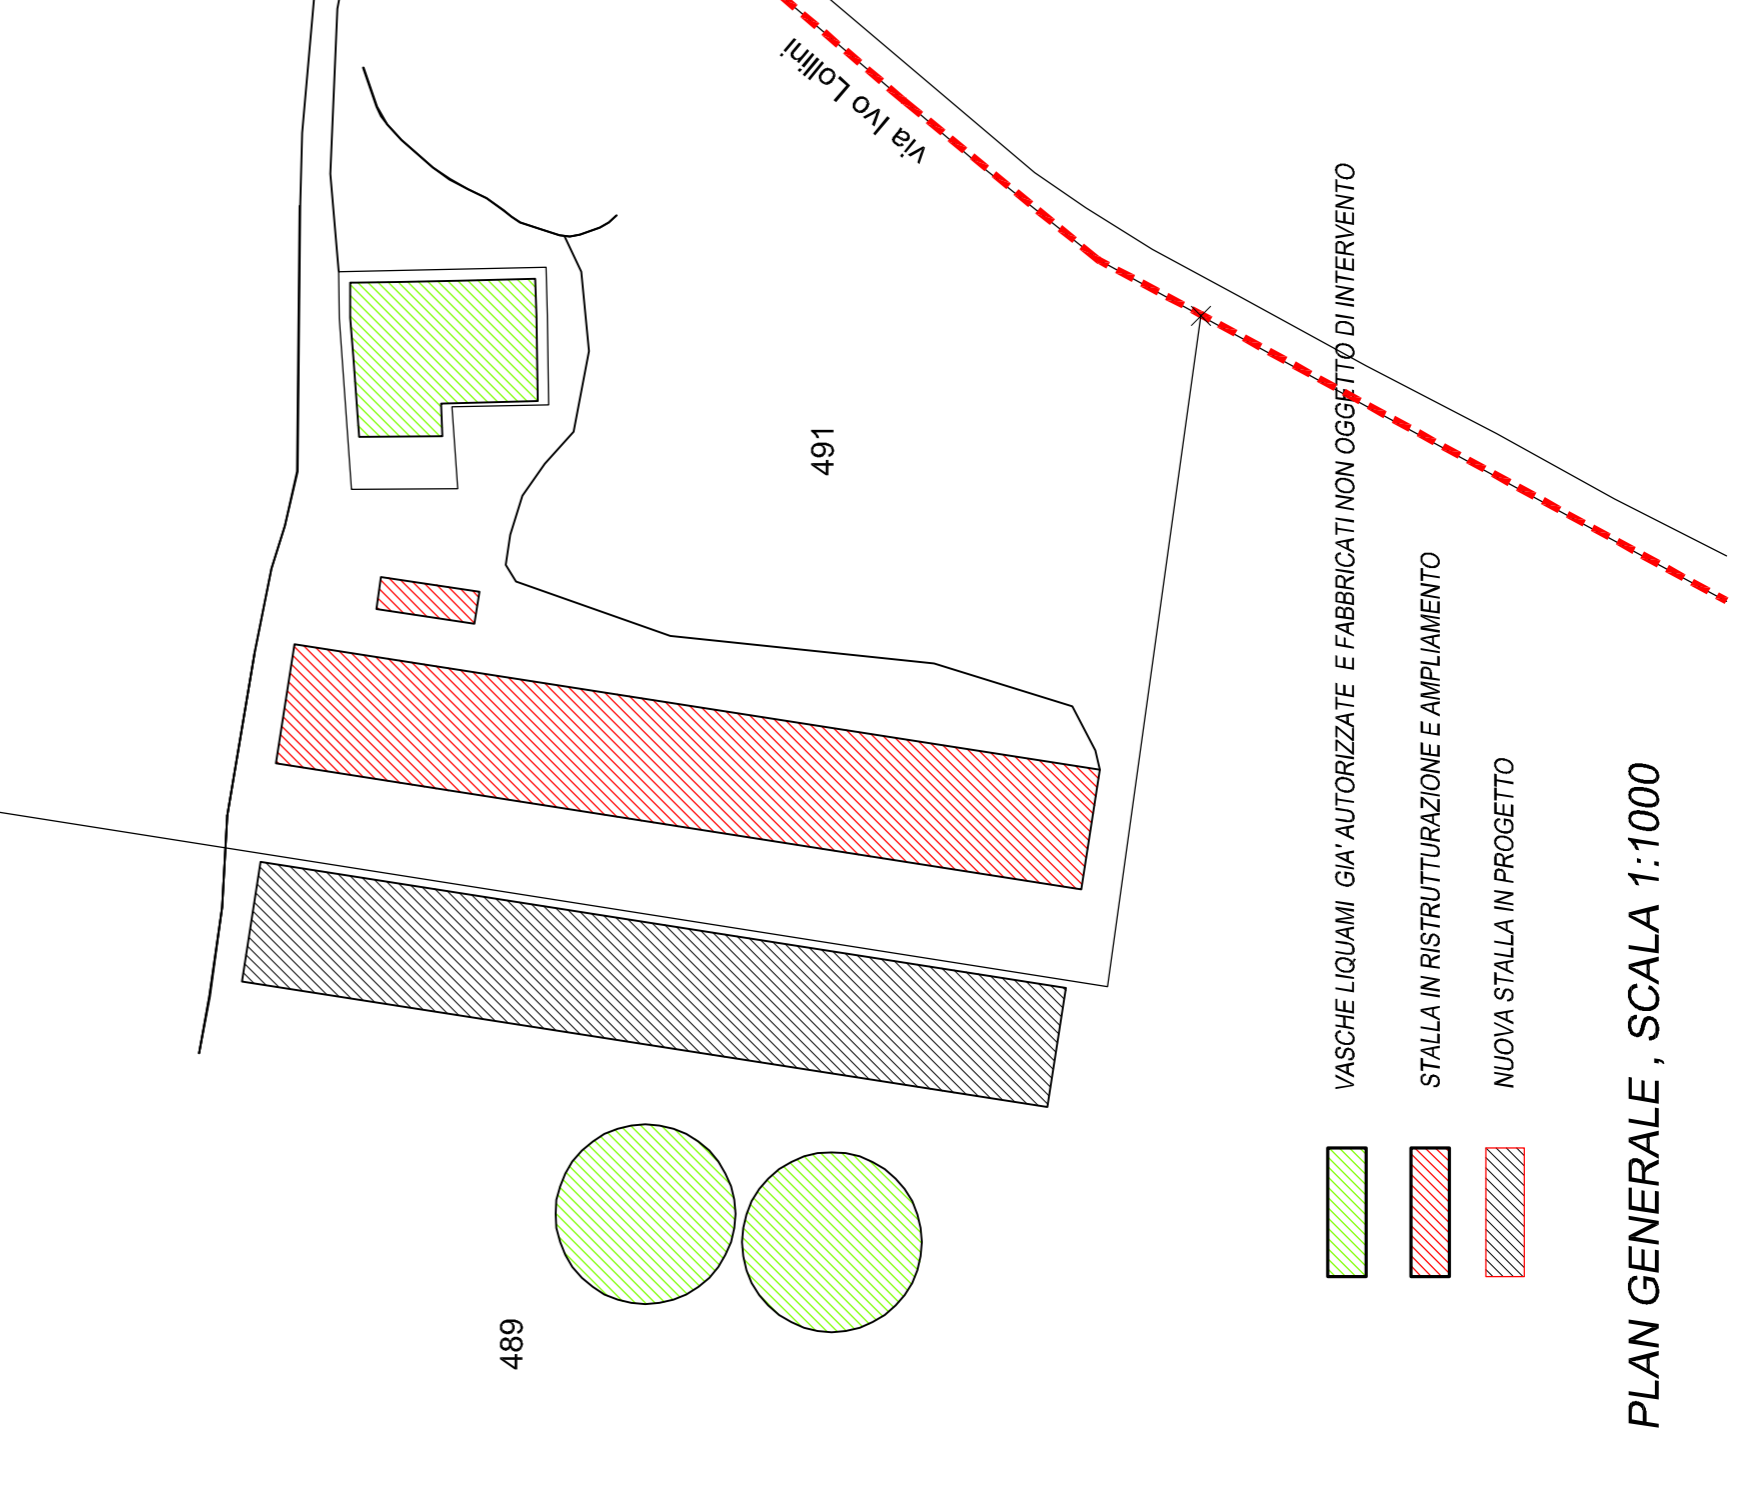 via Ivo Lollini
491
489
VASCHE LIQUAMI GIA' AUTORIZZATE E FABBRICATI NON OGGETTO DI INTERVENTO
STALLA IN RISTRUTTURAZIONE E AMPLIAMENTO
NUOVA STALLA IN PROGETTO
PLAN GENERALE , SCALA 1:1000